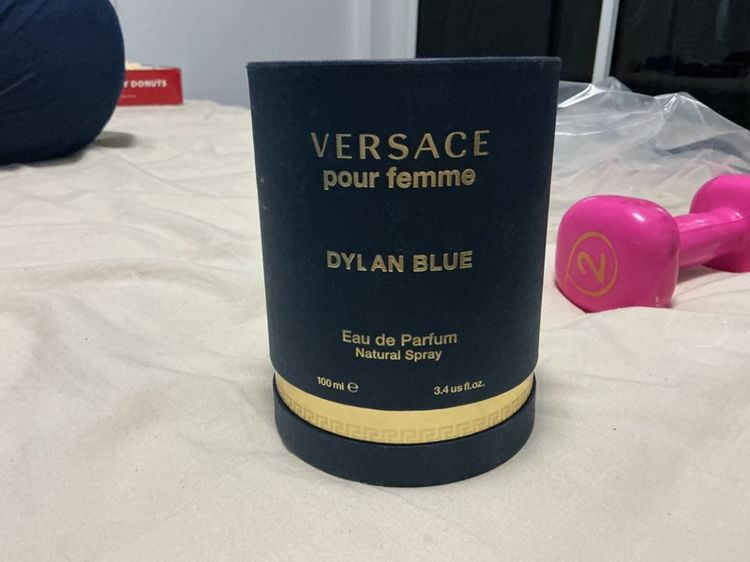 VERSACE
pour femme
DYLAN BLUE
Eau de Parfum
Natural Spray
100 ml ℮
3.4 us fl.oz.
2
DONUTS